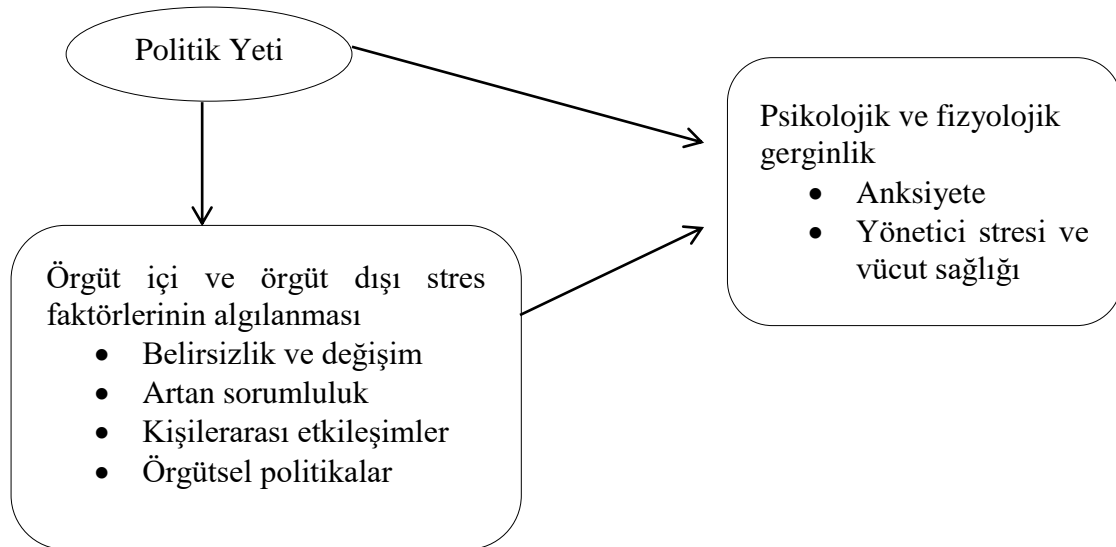 Politik Yeti
Psikolojik ve fizyolojik
gerginlik
• Anksiyete
• Yönetici stresi ve
vücut sağlığı
Örgüt içi ve örgüt dışı stres
faktörlerinin algılanması
• Belirsizlik ve değişim
• Artan sorumluluk
• Kişilerarası etkileşimler
• Örgütsel politikalar